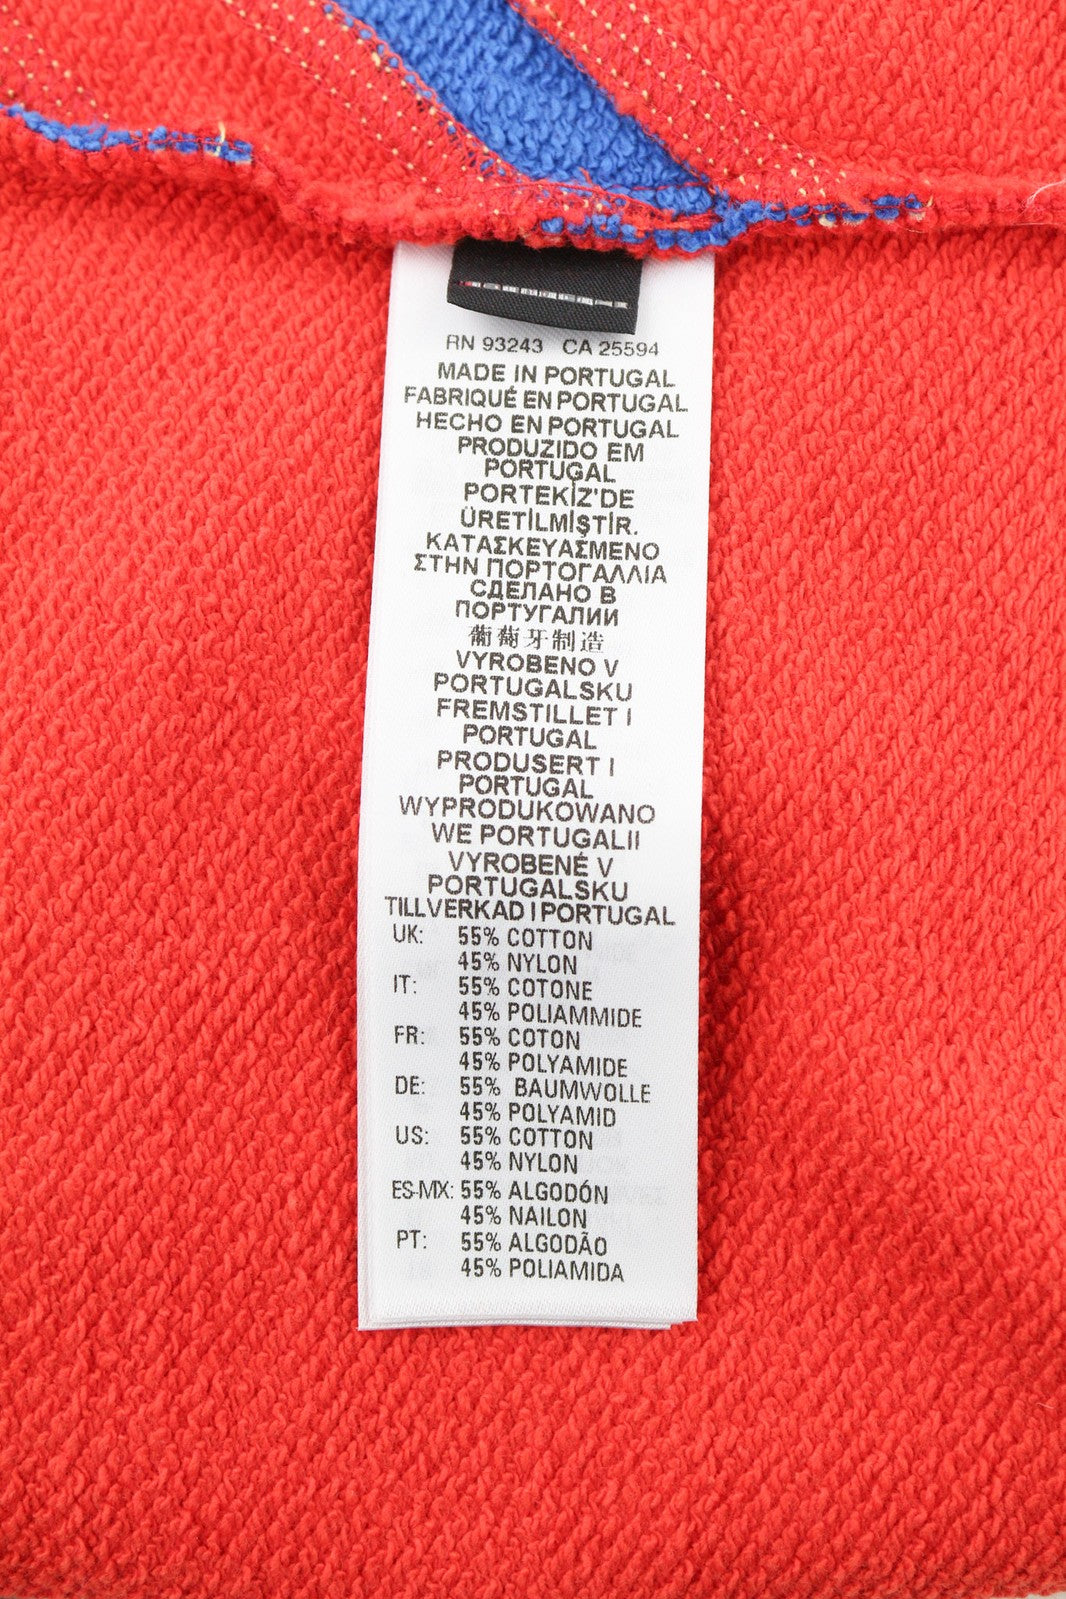 RN 93243 CA 25594
MADE IN PORTUGAL
FABRIQUÉ EN PORTUGAL
HECHO EN PORTUGAL
PRODUZIDO EM
PORTUGAL
PORTEKİZ'DE
ÜRETİLMİŞTİR.
ΚΑΤΑΣΚΕΥΑΣΜΕΝΟ
ΣΤΗΝ ΠΟΡΤΟΓΑΛΛΙΑ
СДЕЛАНО В
ПОРТУГАЛИИ
葡萄牙制造
VYROBENO V
PORTUGALSKU
FREMSTILLET I
PORTUGAL
PRODUSERT I
PORTUGAL
WYPRODUKOWANO
WE PORTUGALII
VYROBENÉ V
PORTUGALSKU
TILLVERKAD I PORTUGAL
UK: 55% COTTON
45% NYLON
IT: 55% COTONE
45% POLIAMMIDE
FR: 55% COTON
45% POLYAMIDE
DE: 55% BAUMWOLLE
45% POLYAMID
US: 55% COTTON
45% NYLON
ES-MX: 55% ALGODÓN
45% NAILON
PT: 55% ALGODÃO
45% POLIAMIDA